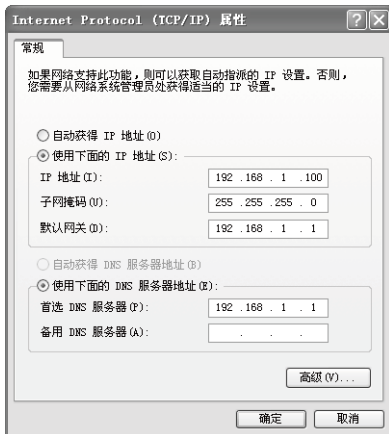 Internet Protocol (TCP/IP) 属性
常规
如果网络支持此功能，则可以获取自动指派的 IP 设置。否则，
您需要从网络系统管理员处获得适当的 IP 设置。
自动获得 IP 地址(O)
使用下面的 IP 地址(S):
IP 地址(I): 192 .168 . 1 .100
子网掩码(U): 255 .255 .255 . 0
默认网关(D): 192 .168 . 1 . 1
自动获得 DNS 服务器地址(B)
使用下面的 DNS 服务器地址(E):
首选 DNS 服务器(P): 192 .168 . 1 . 1
备用 DNS 服务器(A): . . .
高级(V)...
确定 取消